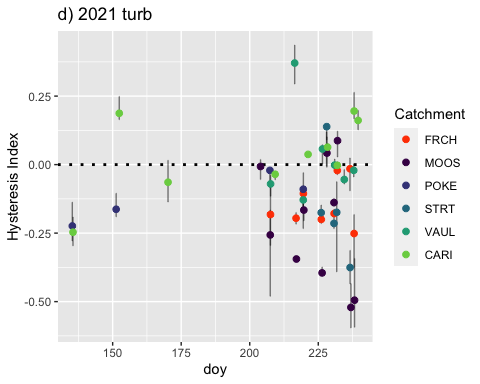 d) 2021 turb
Hysteresis Index
0.25
0.00
-0.25
-0.50
150
175
200
225
doy
Catchment
FRCH
MOOS
POKE
STRT
VAUL
CARI